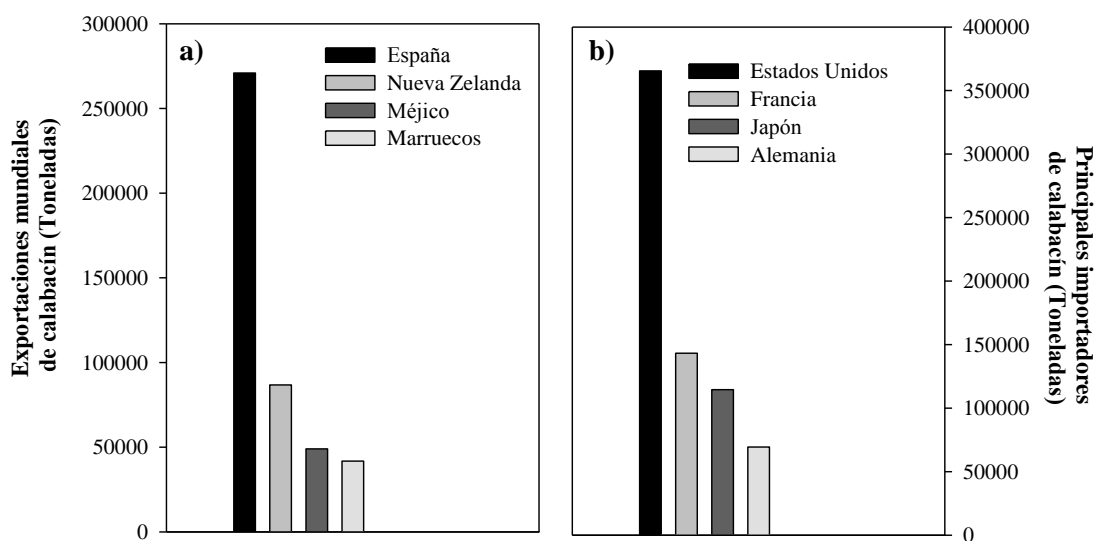 a)
España
Nueva Zelanda
Méjico
Marruecos
300000
250000
200000
150000
100000
50000
0
Exportaciones mundiales
de calabacín (Toneladas)
b)
Estados Unidos
Francia
Japón
Alemania
400000
350000
300000
250000
200000
150000
100000
50000
0
Principales importadores
de calabacín (Toneladas)